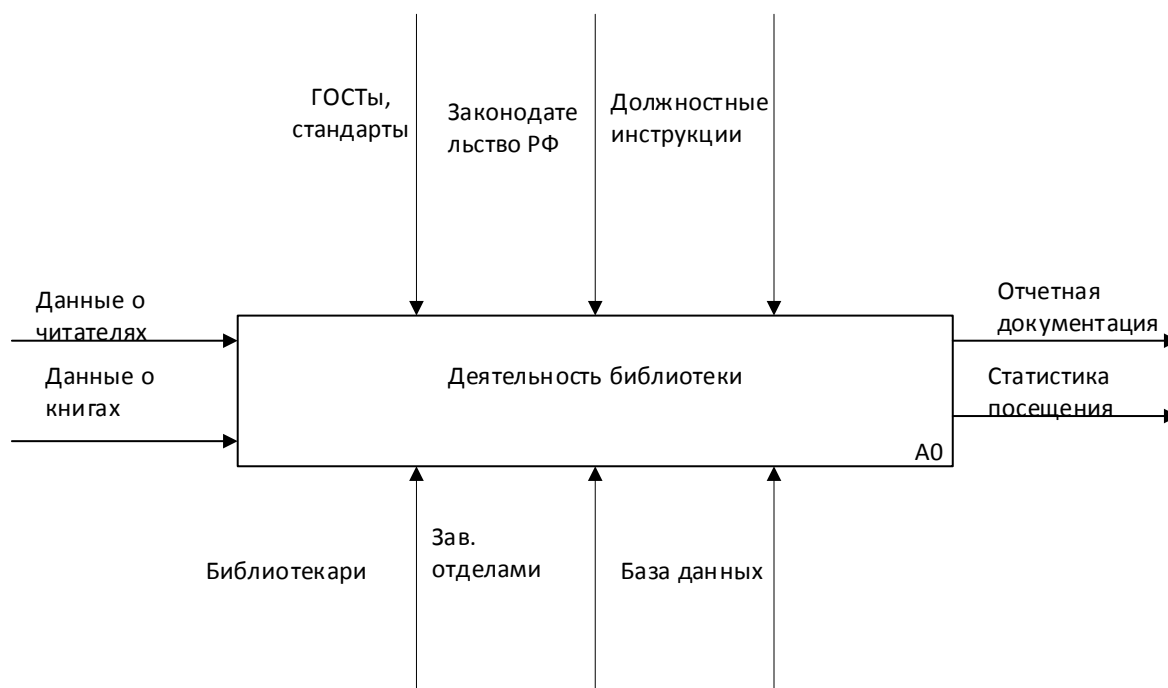 ГОСТы,
стандарты
Законодате
льство РФ
Должностные
инструкции
Данные о
читателях
Данные о
книгах
Деятельность библиотеки
A0
Отчетная
документация
Статистика
посещения
Библиотекари
Зав.
отделами
База данных